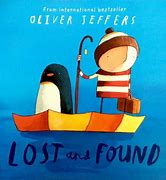 From international bestseller
OLIVER JEFFERS
LOST and FOUND